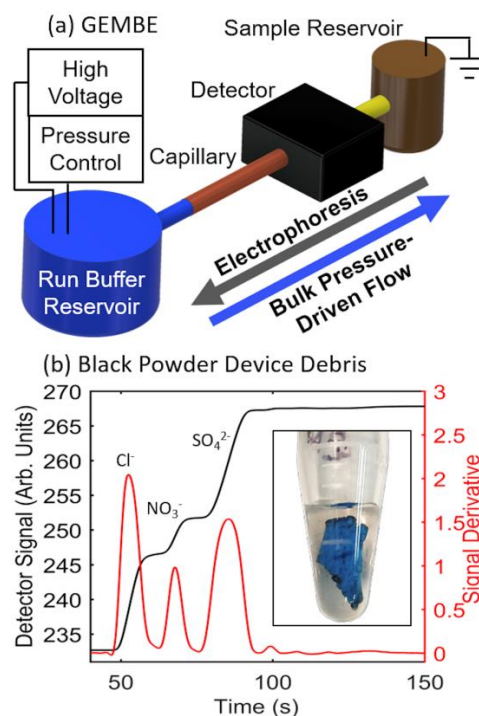 (a) GEMBE
Sample Reservoir
High
Voltage
Detector
Pressure
Control
Capillary
Run Buffer
Reservoir
Electrophoresis
Bulk Pressure-
Driven Flow
(b) Black Powder Device Debris
Detector Signal (Arb. Units)
270
265
260
255
250
245
240
235
Cl⁻
NO₃⁻
SO₄²⁻
3
2.5
2
1.5
1
0.5
0
Signal Derivative
50
100
150
Time (s)